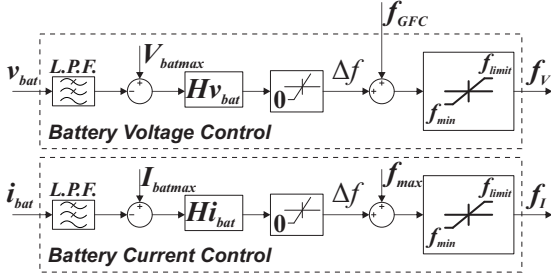 f_GFC
L.P.F. V_batmax f_limit
v_bat Hv_bat 0 Δf f_V
f_min
Battery Voltage Control
L.P.F. I_batmax f_max f_limit
i_bat Hi_bat 0 Δf f_I
f_min
Battery Current Control